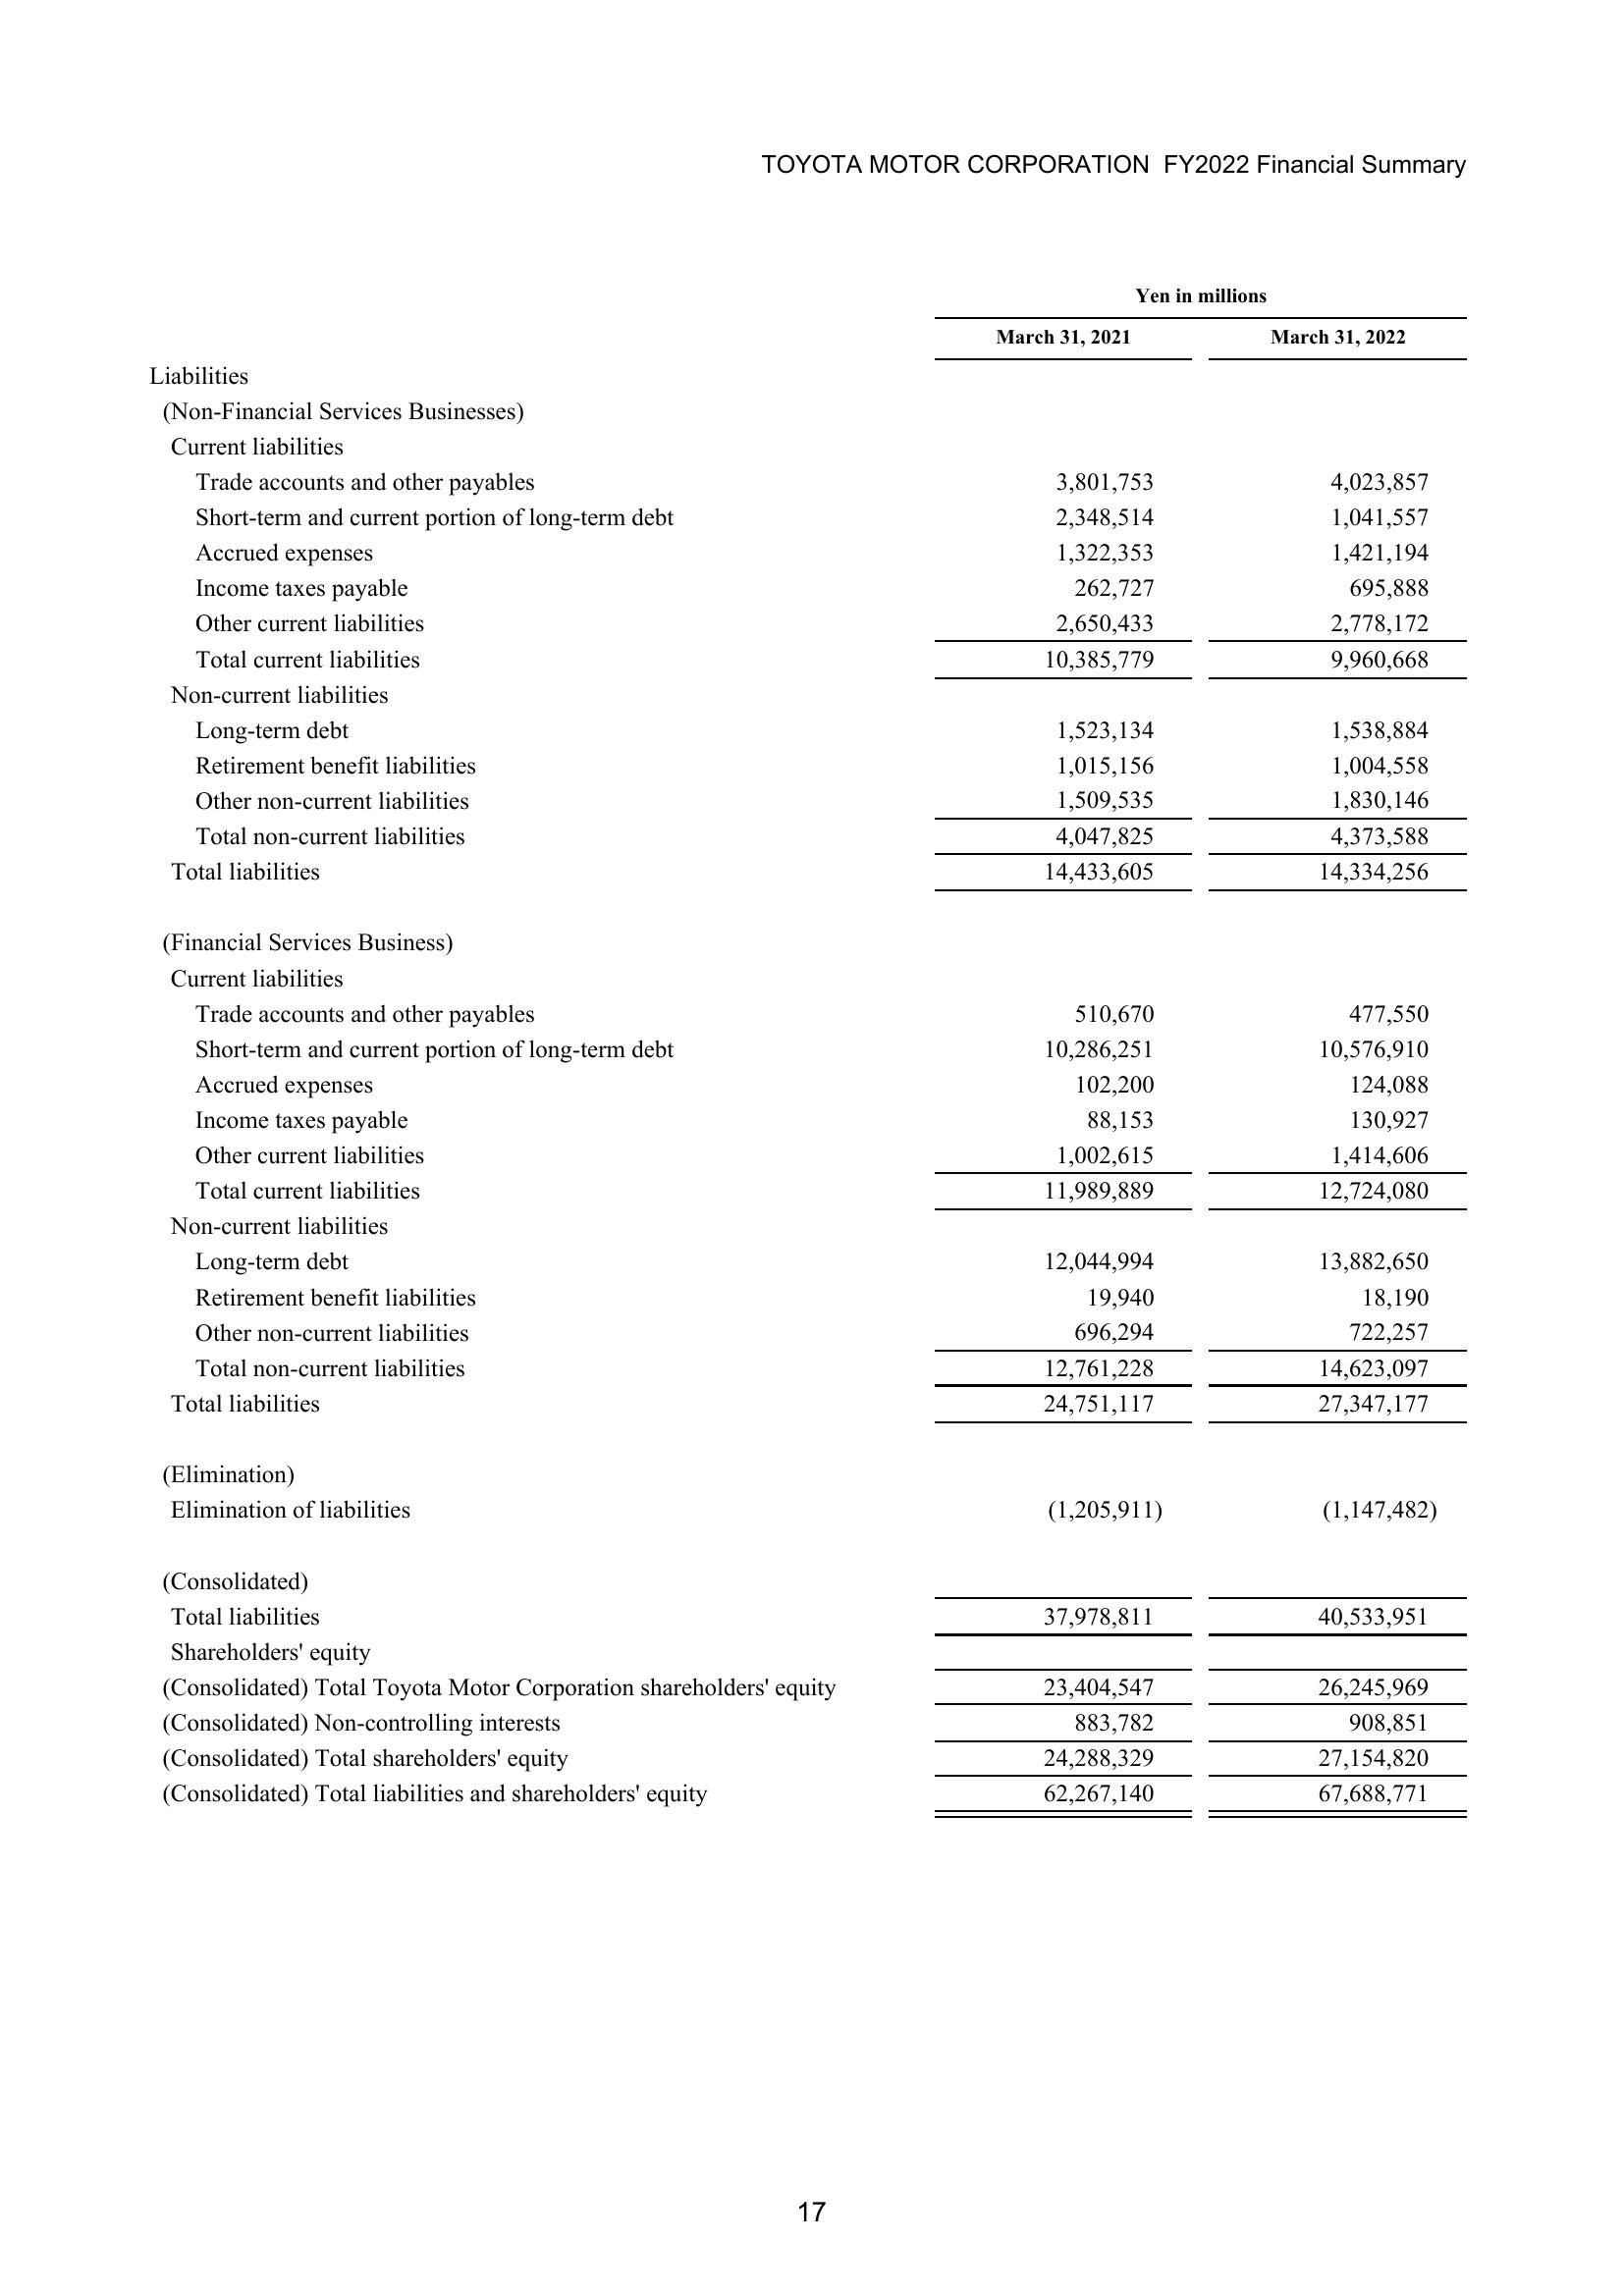 TOYOTA MOTOR CORPORATION FY2022 Financial Summary
Yen in millions
March 31, 2021 March 31, 2022
Liabilities
(Non-Financial Services Businesses)
Current liabilities
Trade accounts and other payables 3,801,753 4,023,857
Short-term and current portion of long-term debt 2,348,514 1,041,557
Accrued expenses 1,322,353 1,421,194
Income taxes payable 262,727 695,888
Other current liabilities 2,650,433 2,778,172
Total current liabilities 10,385,779 9,960,668
Non-current liabilities
Long-term debt 1,523,134 1,538,884
Retirement benefit liabilities 1,015,156 1,004,558
Other non-current liabilities 1,509,535 1,830,146
Total non-current liabilities 4,047,825 4,373,588
Total liabilities 14,433,605 14,334,256
(Financial Services Business)
Current liabilities
Trade accounts and other payables 510,670 477,550
Short-term and current portion of long-term debt 10,286,251 10,576,910
Accrued expenses 102,200 124,088
Income taxes payable 88,153 130,927
Other current liabilities 1,002,615 1,414,606
Total current liabilities 11,989,889 12,724,080
Non-current liabilities
Long-term debt 12,044,994 13,882,650
Retirement benefit liabilities 19,940 18,190
Other non-current liabilities 696,294 722,257
Total non-current liabilities 12,761,228 14,623,097
Total liabilities 24,751,117 27,347,177
(Elimination)
Elimination of liabilities (1,205,911) (1,147,482)
(Consolidated)
Total liabilities 37,978,811 40,533,951
Shareholders' equity
(Consolidated) Total Toyota Motor Corporation shareholders' equity 23,404,547 26,245,969
(Consolidated) Non-controlling interests 883,782 908,851
(Consolidated) Total shareholders' equity 24,288,329 27,154,820
(Consolidated) Total liabilities and shareholders' equity 62,267,140 67,688,771
17